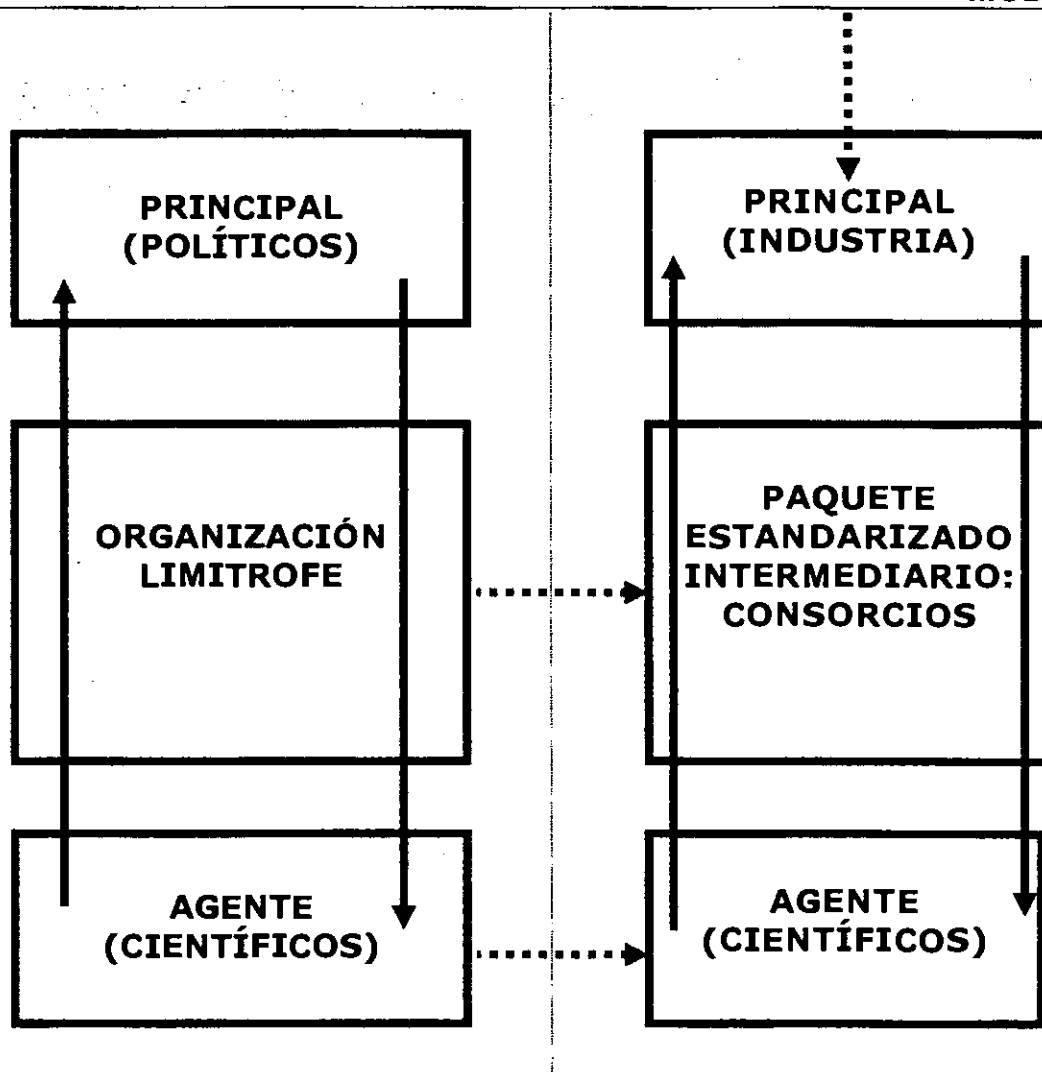 PRINCIPAL
(POLÍTICOS)
PRINCIPAL
(INDUSTRIA)
ORGANIZACIÓN
LIMITROFE
PAQUETE
ESTANDARIZADO
INTERMEDIARIO:
CONSORCIOS
AGENTE
(CIENTÍFICOS)
AGENTE
(CIENTÍFICOS)